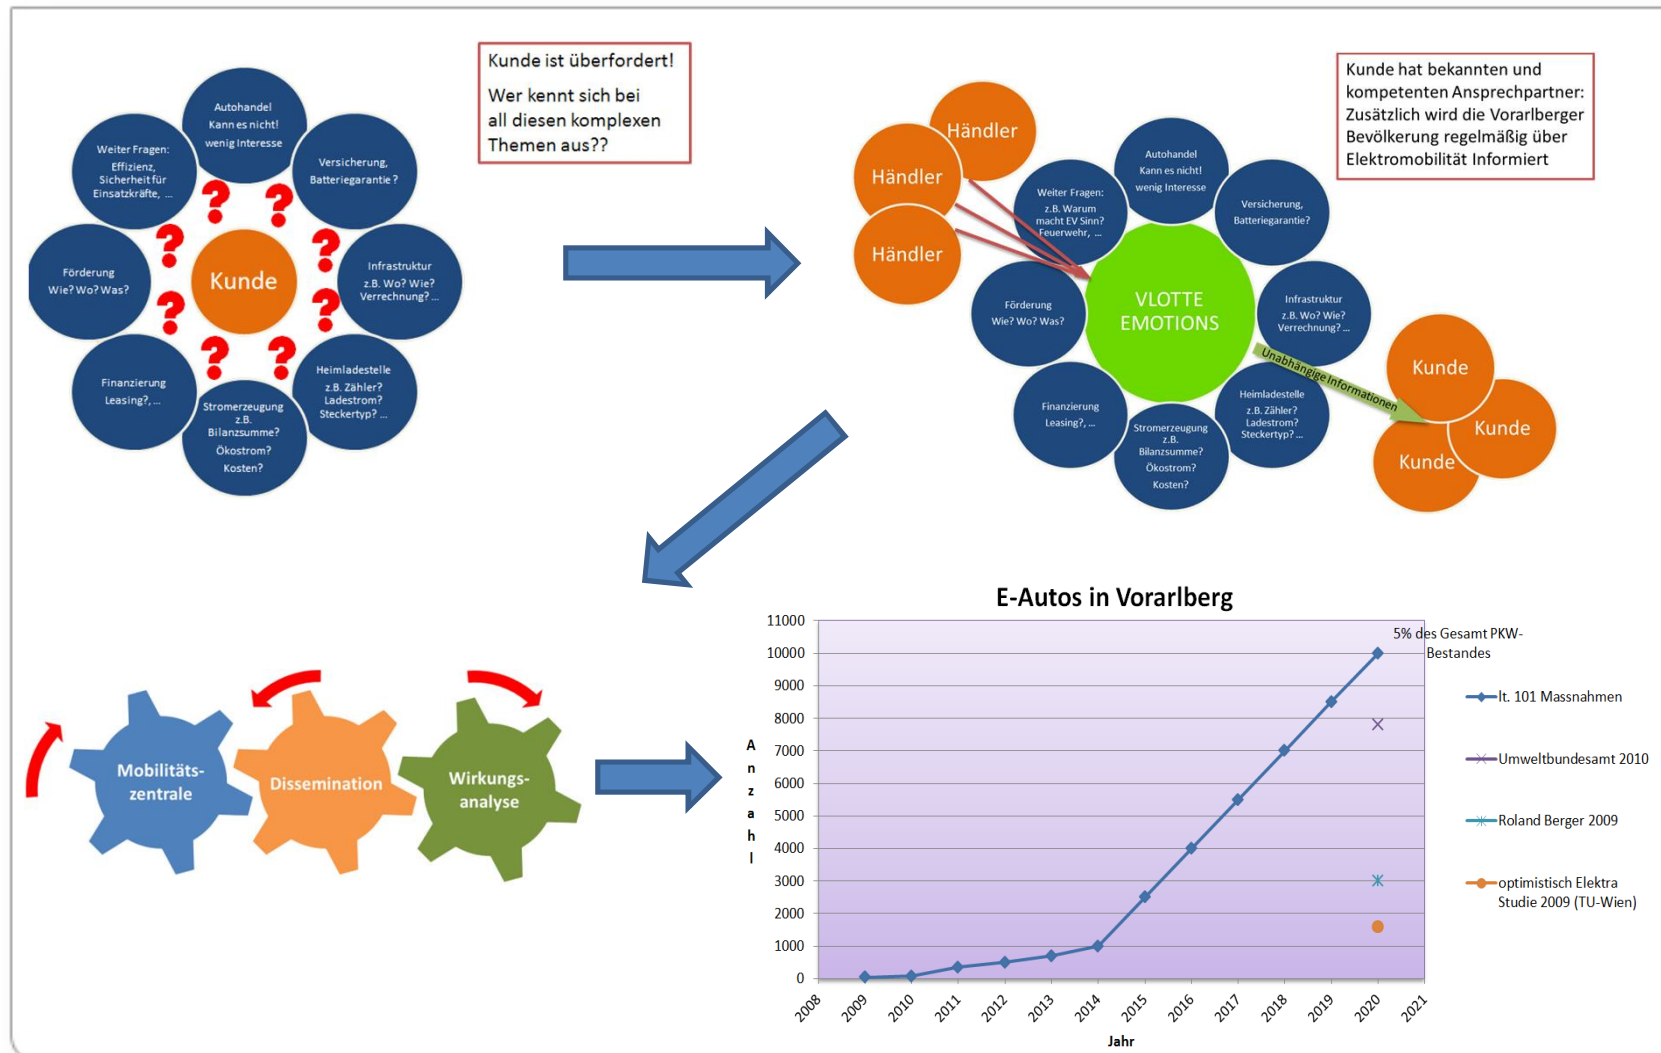 Kunde ist überfordert!
Wer kennt sich bei
all diesen komplexen
Themen aus??
Autohandel
Kann es nicht!
wenig Interesse
Versicherung,
Batteriegarantie ?
Infrastruktur
z.B. Wo? Wie?
Verrechnung? ...
Heimladestelle
z.B. Zähler?
Ladestrom?
Steckertyp? ...
Stromerzeugung
z.B.
Bilanzsumme?
Ökostrom?
Kosten?
Finanzierung
Leasing?, ...
Förderung
Wie? Wo? Was?
Weiter Fragen:
Effizienz,
Sicherheit für
Einsatzkräfte, ...
? ? ? ? ? ? ? ?
Kunde
Kunde hat bekannten und
kompetenten Ansprechpartner:
Zusätzlich wird die Vorarlberger
Bevölkerung regelmäßig über
Elektromobilität Informiert
Händler
Händler
Händler
Autohandel
Kann es nicht!
wenig Interesse
Versicherung,
Batteriegarantie?
Infrastruktur
z.B. Wo? Wie?
Verrechnung? ...
Heimladestelle
z.B. Zähler?
Ladestrom?
Steckertyp? ...
Stromerzeugung
z.B.
Bilanzsumme?
Ökostrom?
Kosten?
Finanzierung
Leasing?, ...
Förderung
Wie? Wo? Was?
Weiter Fragen:
z.B. Warum
macht EV Sinn?
Feuerwehr, ...
VLOTTE
EMOTIONS
Unabhängige Informationen
Kunde
Kunde
Kunde
Mobilitäts-
zentrale
Dissemination
Wirkungs-
analyse
E-Autos in Vorarlberg
11000
10000
9000
8000
7000
6000
5000
4000
3000
2000
1000
0
Anzahl
5% des Gesamt PKW-
Bestandes
2008 2009 2010 2011 2012 2013 2014 2015 2016 2017 2018 2019 2020 2021
Jahr
lt. 101 Massnahmen
Umweltbundesamt 2010
Roland Berger 2009
optimistisch Elektra
Studie 2009 (TU-Wien)